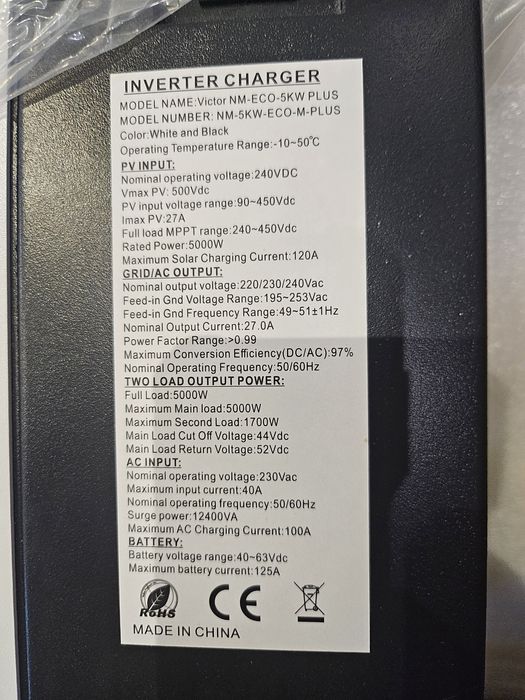 INVERTER CHARGER
MODEL NAME:Victor NM-ECO-5KW PLUS
MODEL NUMBER: NM-5KW-ECO-M-PLUS
Color:White and Black
Operating Temperature Range:-10~50℃
PV INPUT:
Nominal operating voltage:240VDC
Vmax PV: 500Vdc
PV input voltage range:90~450Vdc
Imax PV:27A
Full load MPPT range:240~450Vdc
Rated Power:5000W
Maximum Solar Charging Current:120A
GRID/AC OUTPUT:
Nominal output voltage:220/230/240Vac
Feed-in Gnd Voltage Range:195~253Vac
Feed-in Gnd Frequency Range:49~51±1Hz
Nominal Output Current:27.0A
Power Factor Range:>0.99
Maximum Conversion Efficiency(DC/AC):97%
Nominal Operating Frequency:50/60Hz
TWO LOAD OUTPUT POWER:
Full Load:5000W
Maximum Main load:5000W
Maximum Second Load:1700W
Main Load Cut Off Voltage:44Vdc
Main Load Return Voltage:52Vdc
AC INPUT:
Nominal operating voltage:230Vac
Maximum input current:40A
Nominal operating frequency:50/60Hz
Surge power:12400VA
Maximum AC Charging Current:100A
BATTERY:
Battery voltage range:40~63Vdc
Maximum battery current:125A
RoHS CE
MADE IN CHINA